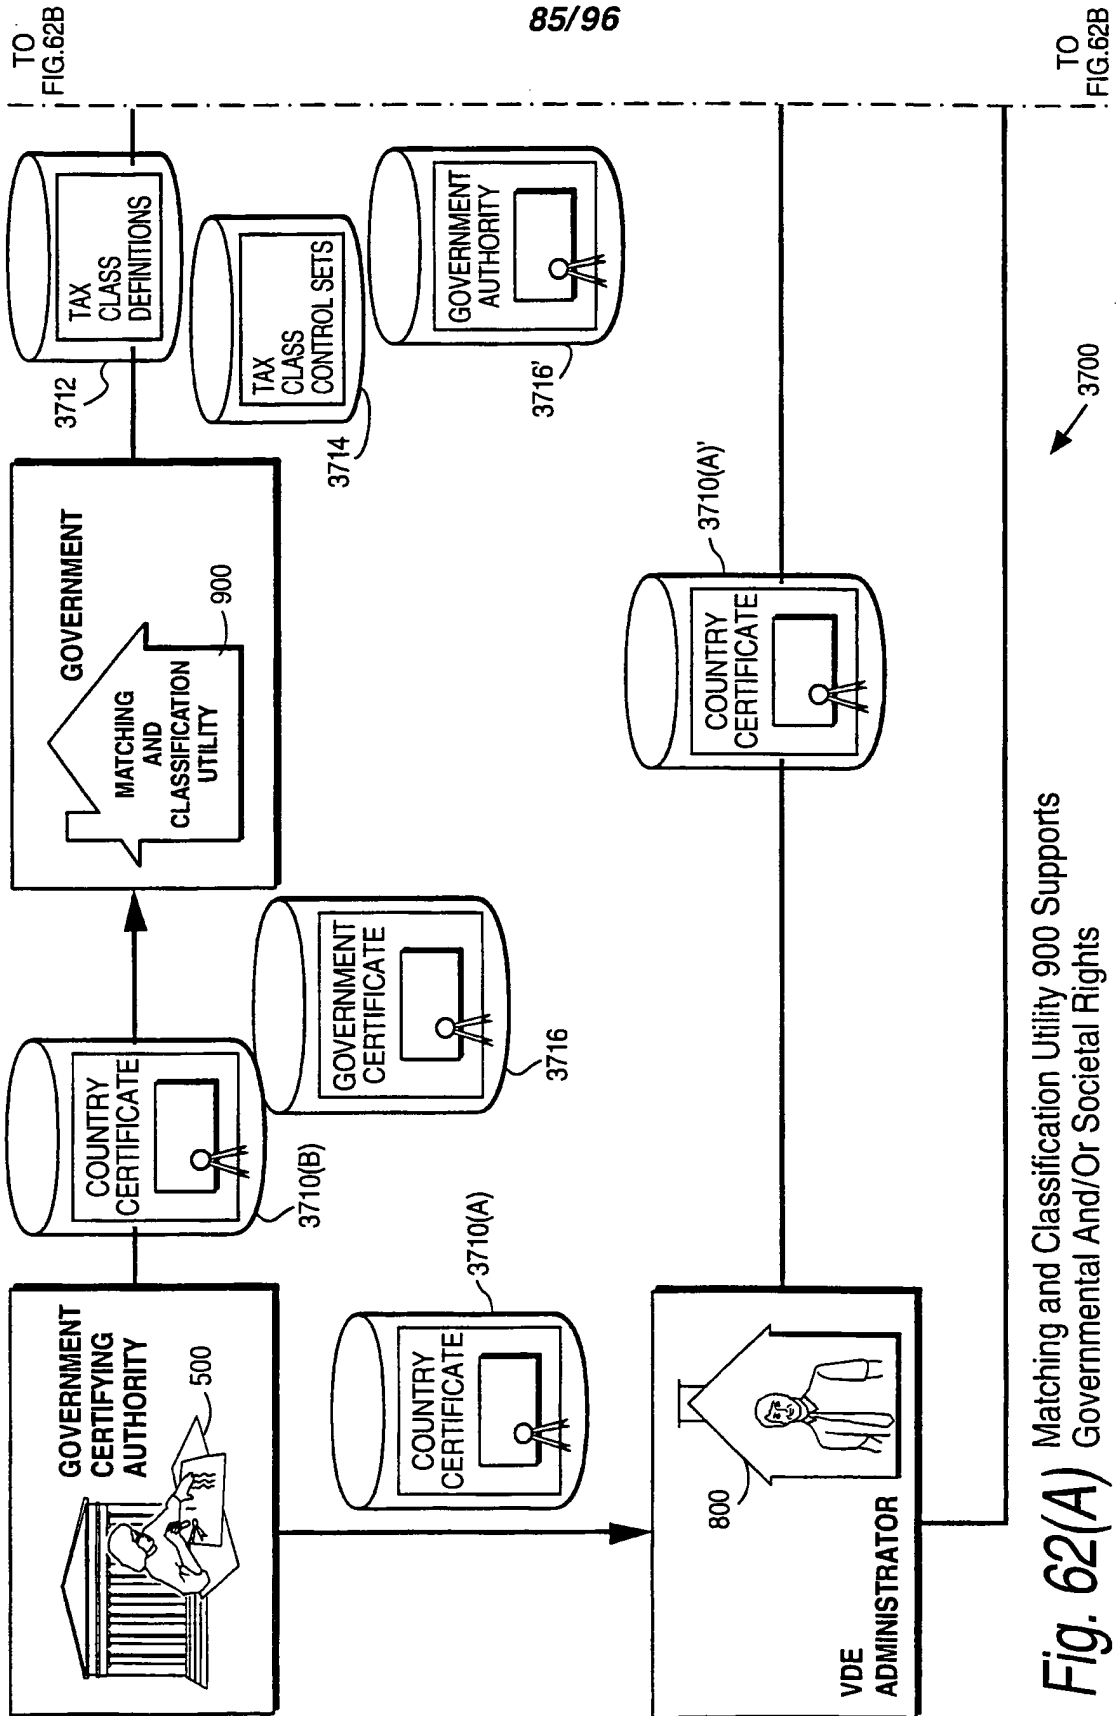 85/96
GOVERNMENT
CERTIFYING
AUTHORITY
500
COUNTRY
CERTIFICATE
3710(B)
GOVERNMENT
CERTIFICATE
3716
GOVERNMENT
MATCHING
AND
CLASSIFICATION
UTILITY
900
TAX
CLASS
DEFINITIONS
3712
TAX
CLASS
CONTROL SETS
3714
GOVERNMENT
AUTHORITY
3716'
TO
FIG.62B
COUNTRY
CERTIFICATE
3710(A)
VDE
ADMINISTRATOR
800
COUNTRY
CERTIFICATE
3710(A)'
3700
TO
FIG.62B
Fig. 62(A) Matching and Classification Utility 900 Supports
Governmental And/Or Societal Rights